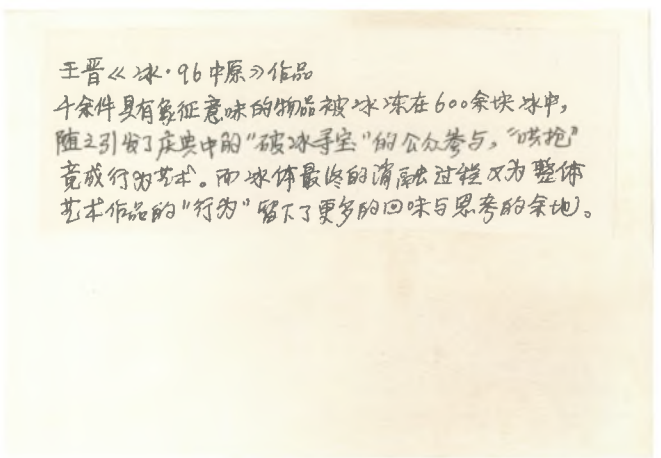 王晋《冰·96中原》作品
千余件具有象征意味的物品被冰冻在600余块冰中,
随之引发了庆典中的“破冰寻宝”的公众参与,“哄抢”
竟成行为艺术。而冰体最终的消融过程又为整体
艺术作品的“行为”留下了更多的回味与思考的余地。